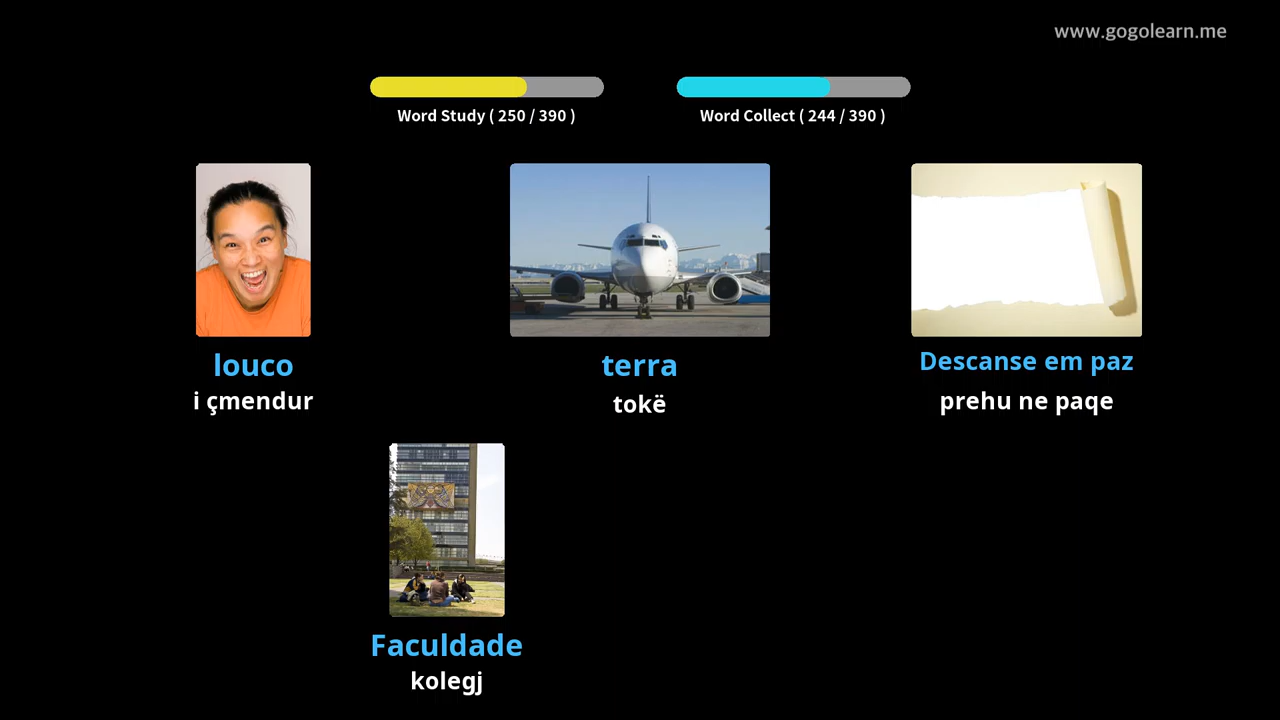 www.gogolearn.me
Word Study ( 250 / 390 )
Word Collect ( 244 / 390 )
louco
i çmendur
terra
tokë
Descanse em paz
prehu ne paqe
Faculdade
kolegj